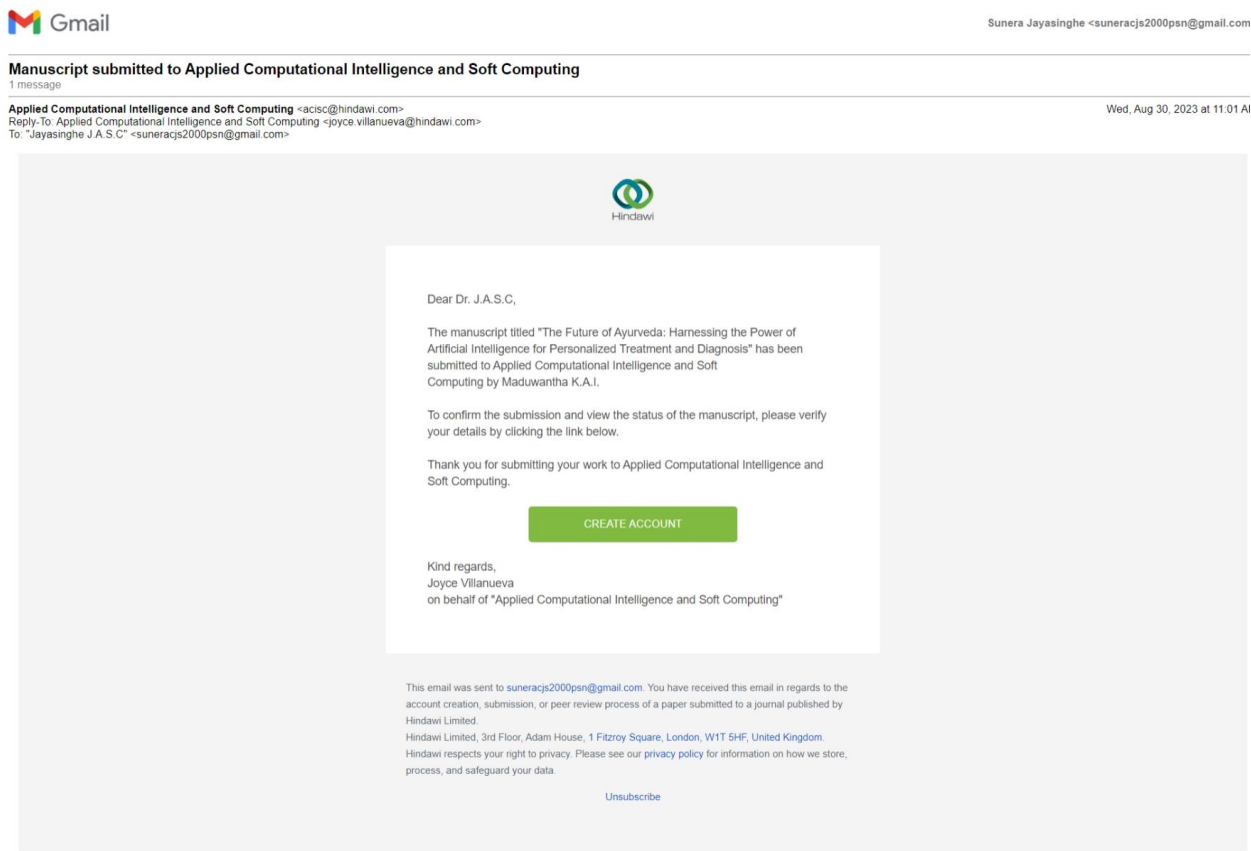 Gmail
Sunera Jayasinghe <suneracjs2000psn@gmail.com
Manuscript submitted to Applied Computational Intelligence and Soft Computing
1 message
Applied Computational Intelligence and Soft Computing <acisc@hindawi.com>
Wed, Aug 30, 2023 at 11:01 A
Reply-To: Applied Computational Intelligence and Soft Computing <joyce.villanueva@hindawi.com>
To: "Jayasinghe J.A.S.C" <suneracjs2000psn@gmail.com>
Hindawi
Dear Dr. J.A.S.C,
The manuscript titled "The Future of Ayurveda: Harnessing the Power of
Artificial Intelligence for Personalized Treatment and Diagnosis" has been
submitted to Applied Computational Intelligence and Soft
Computing by Maduwantha K.A.I.
To confirm the submission and view the status of the manuscript, please verify
your details by clicking the link below.
Thank you for submitting your work to Applied Computational Intelligence and
Soft Computing.
CREATE ACCOUNT
Kind regards,
Joyce Villanueva
on behalf of "Applied Computational Intelligence and Soft Computing"
This email was sent to suneracjs2000psn@gmail.com. You have received this email in regards to the
account creation, submission, or peer review process of a paper submitted to a journal published by
Hindawi Limited.
Hindawi Limited, 3rd Floor, Adam House, 1 Fitzroy Square, London, W1T 5HF, United Kingdom.
Hindawi respects your right to privacy. Please see our privacy policy for information on how we store,
process, and safeguard your data.
Unsubscribe